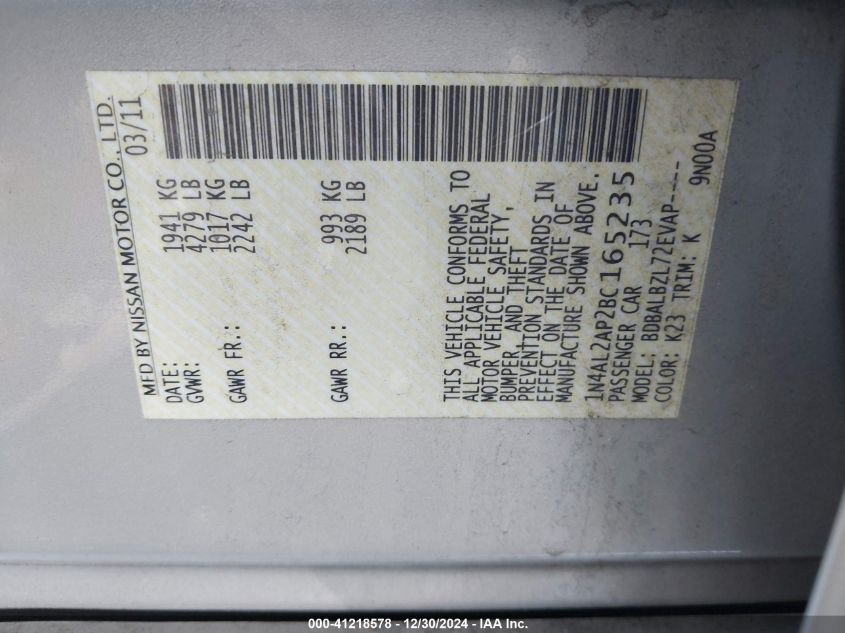 MFD BY NISSAN MOTOR CO., LTD.
DATE: 03/11
GVWR: 1941 KG
4279 LB
GAWR FR.: 1017 KG
2242 LB
GAWR RR.: 993 KG
2189 LB
THIS VEHICLE CONFORMS TO
ALL APPLICABLE FEDERAL
MOTOR VEHICLE SAFETY,
BUMPER, AND THEFT
PREVENTION STANDARDS IN
EFFECT ON THE DATE OF
MANUFACTURE SHOWN ABOVE.
1N4AL2AP2BC165235
PASSENGER CAR 173
MODEL: BDBALBZL72EVAP----
COLOR: K23 TRIM: K 9N00A
000-41218578 - 12/30/2024 - IAA Inc.